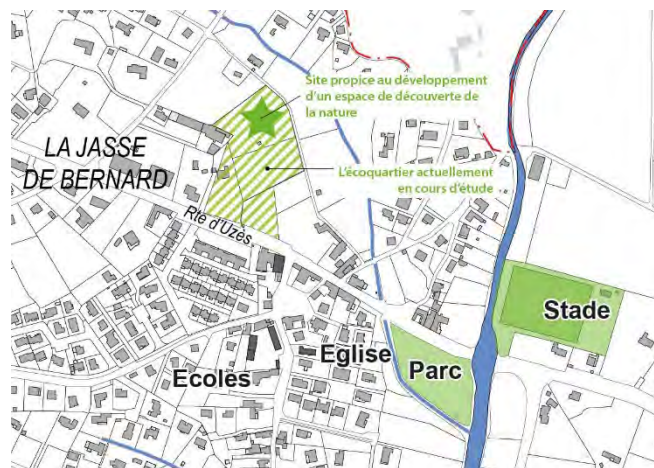 Site propice au développement
d'un espace de découverte de
la nature
LA JASSE
DE BERNARD
L'écoquartier actuellement
en cours d'étude
Rte d'Uzès
Stade
Eglise
Parc
Ecoles